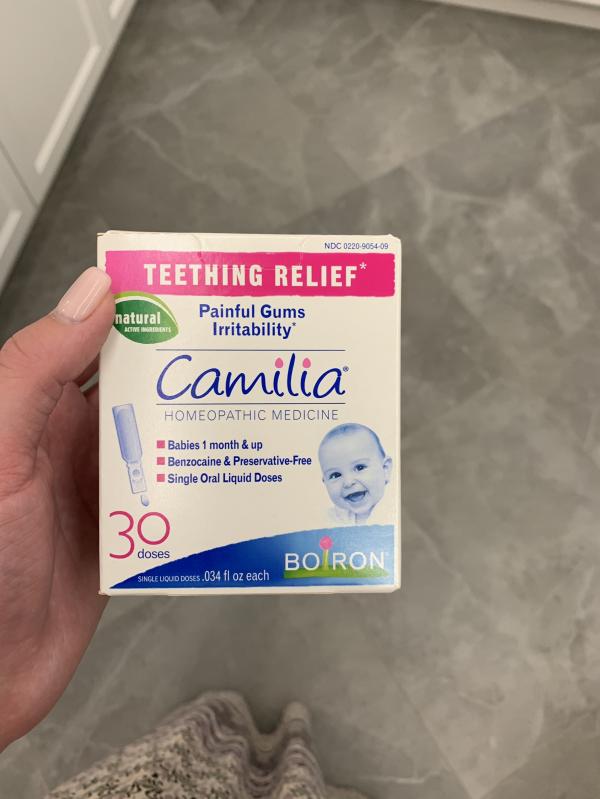 NDC 0220-9054-09
TEETHING RELIEF*
natural
ACTIVE INGREDIENTS
Painful Gums
Irritability*
Camilia®
HOMEOPATHIC MEDICINE
Babies 1 month & up
Benzocaine & Preservative-Free
Single Oral Liquid Doses
30
doses
SINGLE LIQUID DOSES .034 fl oz each
BOIRON